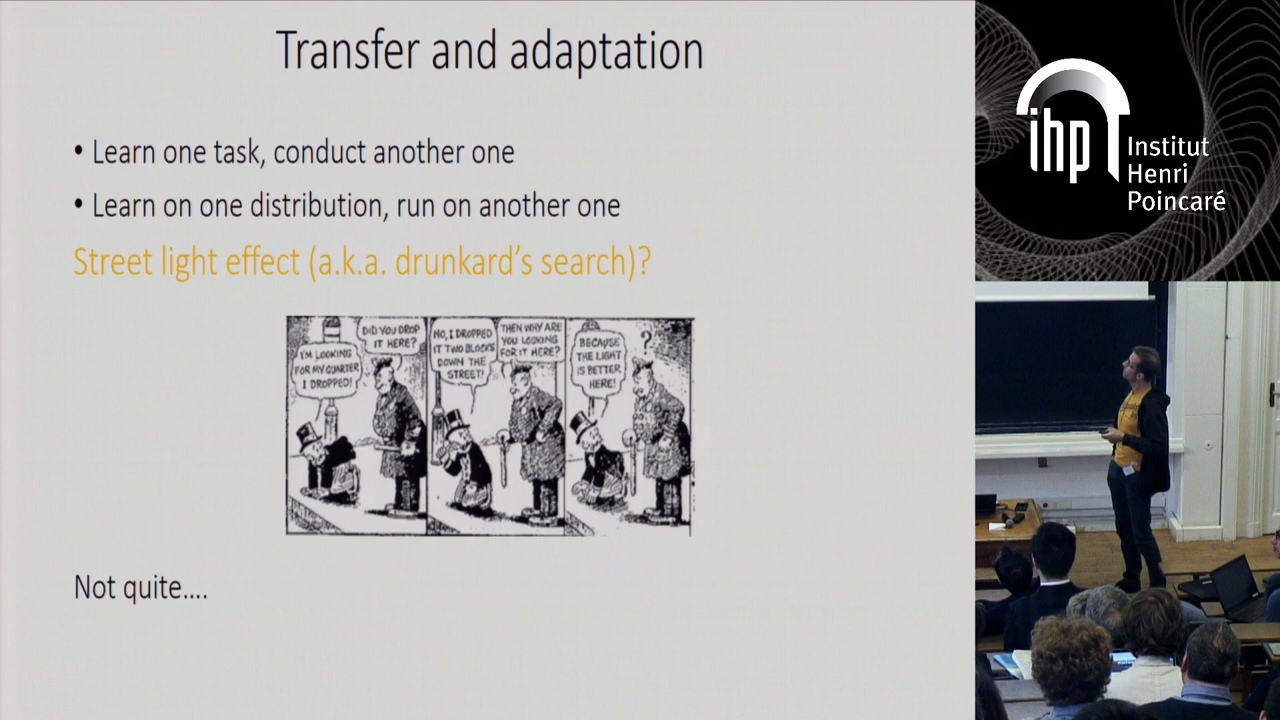 Transfer and adaptation
• Learn one task, conduct another one
• Learn on one distribution, run on another one
Street light effect (a.k.a. drunkard's search)?
I'M LOOKING
FOR MY QUARTER
I DROPPED!
DID YOU DROP
IT HERE?
NO, I DROPPED
IT TWO BLOCKS
DOWN THE
STREET!
THEN WHY ARE
YOU LOOKING
FOR IT HERE?
BECAUSE
THE LIGHT
IS BETTER
HERE!
?
Not quite....
ihp
Institut
Henri
Poincaré